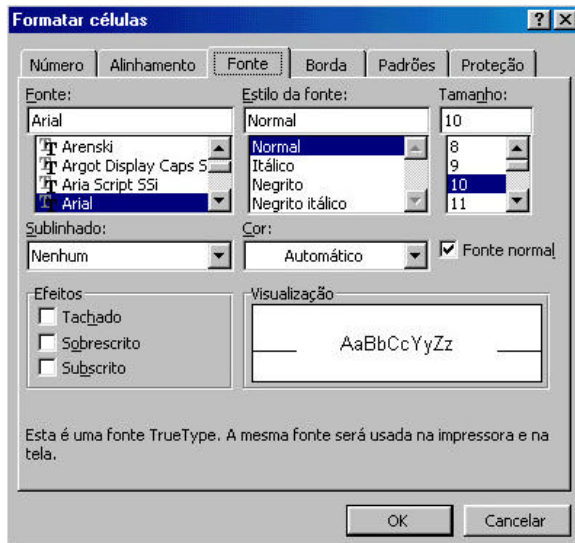 Formatar células
Número Alinhamento Fonte Borda Padrões Proteção
Fonte: Estilo da fonte: Tamanho:
Arial Normal 10
Arenski Normal 8
Argot Display Caps S Itálico 9
Aria Script SSi Negrito 10
Arial Negrito itálico 11
Sublinhado: Cor:
Nenhum Automático Fonte normal
Efeitos Visualização
Tachado
Sobrescrito AaBbCcYyZz
Subscrito
Esta é uma fonte TrueType. A mesma fonte será usada na impressora e na
tela.
OK Cancelar